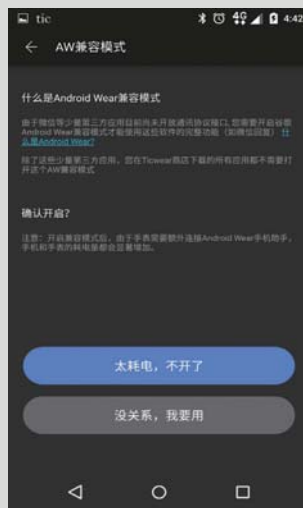 tic
4G 4:42
AW兼容模式
什么是Android Wear兼容模式
由于微信等少量第三方应用目前尚未开放通讯协议接口,您需要开启谷歌
Android Wear兼容模式才能使用这些软件的完整功能(如微信回复) 什
么是Android Wear?
除了这些少量第三方应用,您在Ticwear商店下载的所有应用都不需要打
开这个AW兼容模式
确认开启?
注意:开启兼容模式后,由于手表需要额外连接Android Wear手机助手,
手机和手表的耗电量都会显著增加。
太耗电,不开了
没关系,我要用